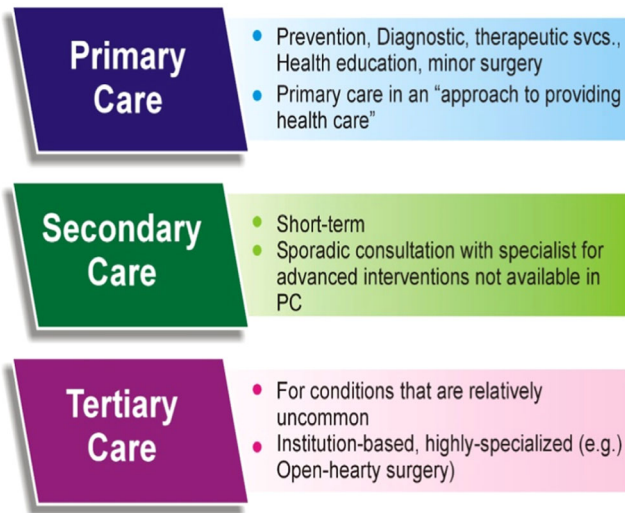 Primary
Care
Prevention, Diagnostic, therapeutic svcs.,
Health education, minor surgery
Primary care in an “approach to providing
health care”
Secondary
Care
Short-term
Sporadic consultation with specialist for
advanced interventions not available in
PC
Tertiary
Care
For conditions that are relatively
uncommon
Institution-based, highly-specialized (e.g.)
Open-hearty surgery)